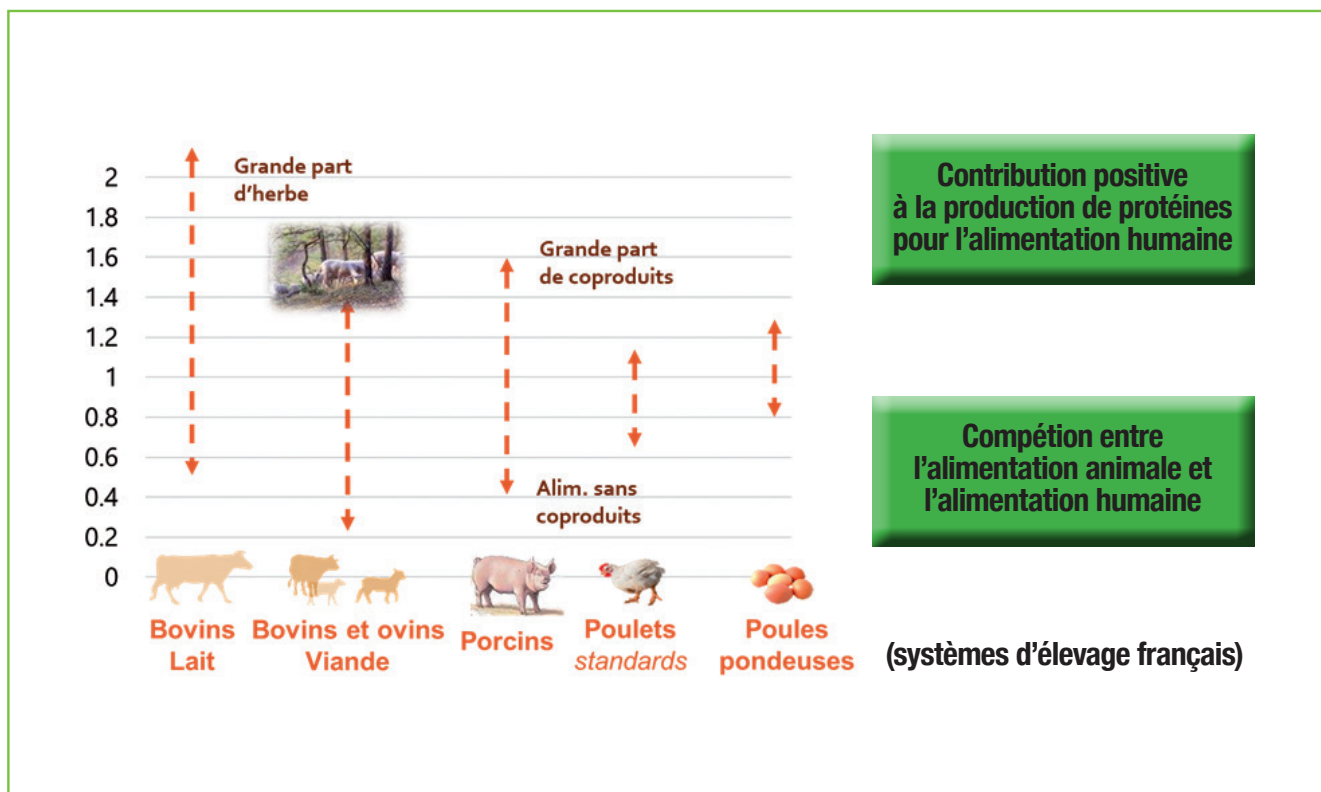 2
1.8
1.6
1.4
1.2
1
0.8
0.6
0.4
0.2
0
Grande part
d'herbe
Grande part
de coproduits
Alim. sans
coproduits
Bovins
Lait
Bovins et ovins
Viande
Porcins
Poulets
standards
Poules
pondeuses
Contribution positive
à la production de protéines
pour l'alimentation humaine
Compétion entre
l'alimentation animale et
l'alimentation humaine
(systèmes d'élevage français)